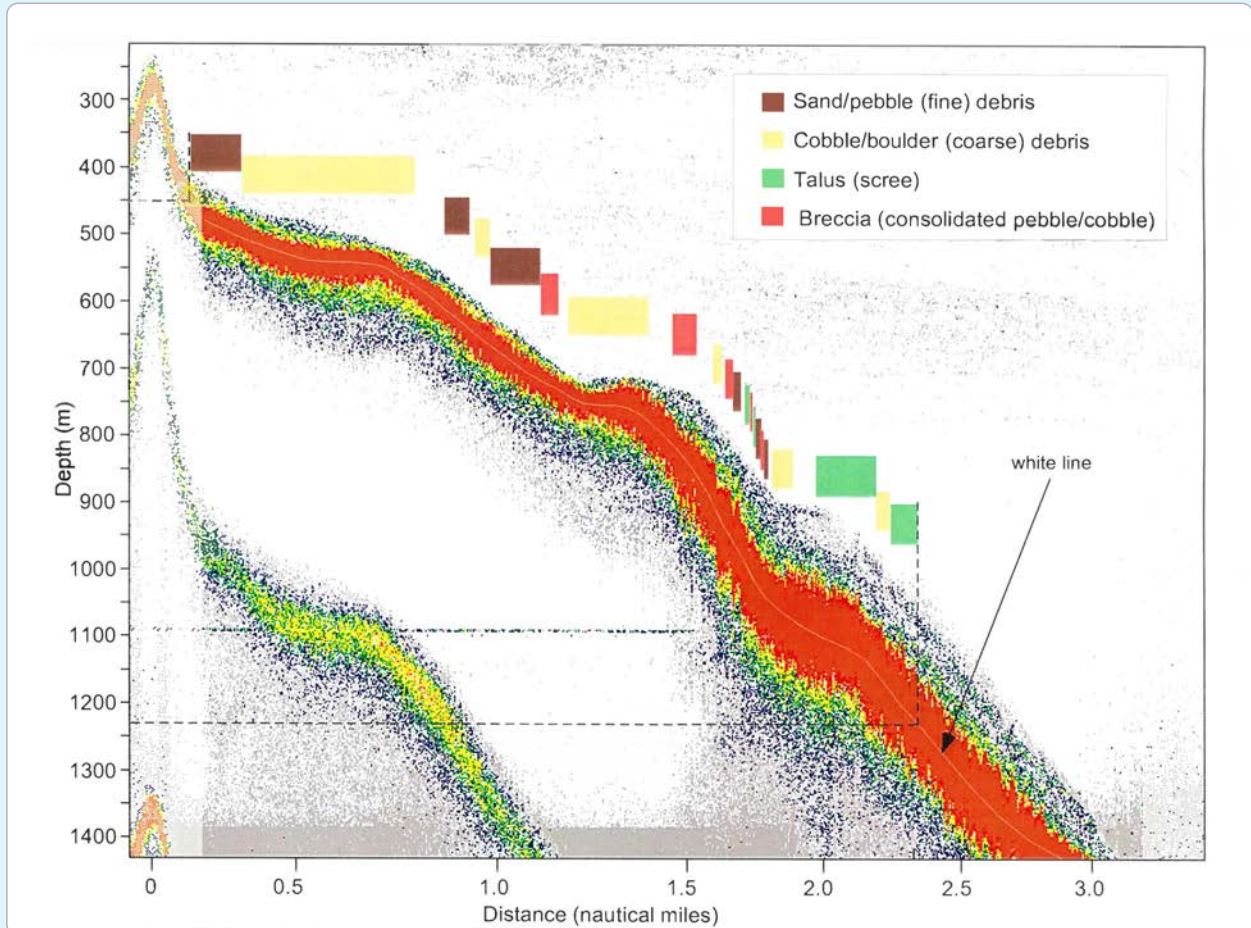 Sand/pebble (fine) debris
Cobble/boulder (coarse) debris
Talus (scree)
Breccia (consolidated pebble/cobble)
white line
Depth (m)
300
400
500
600
700
800
900
1000
1100
1200
1300
1400
0 0.5 1.0 1.5 2.0 2.5 3.0
Distance (nautical miles)